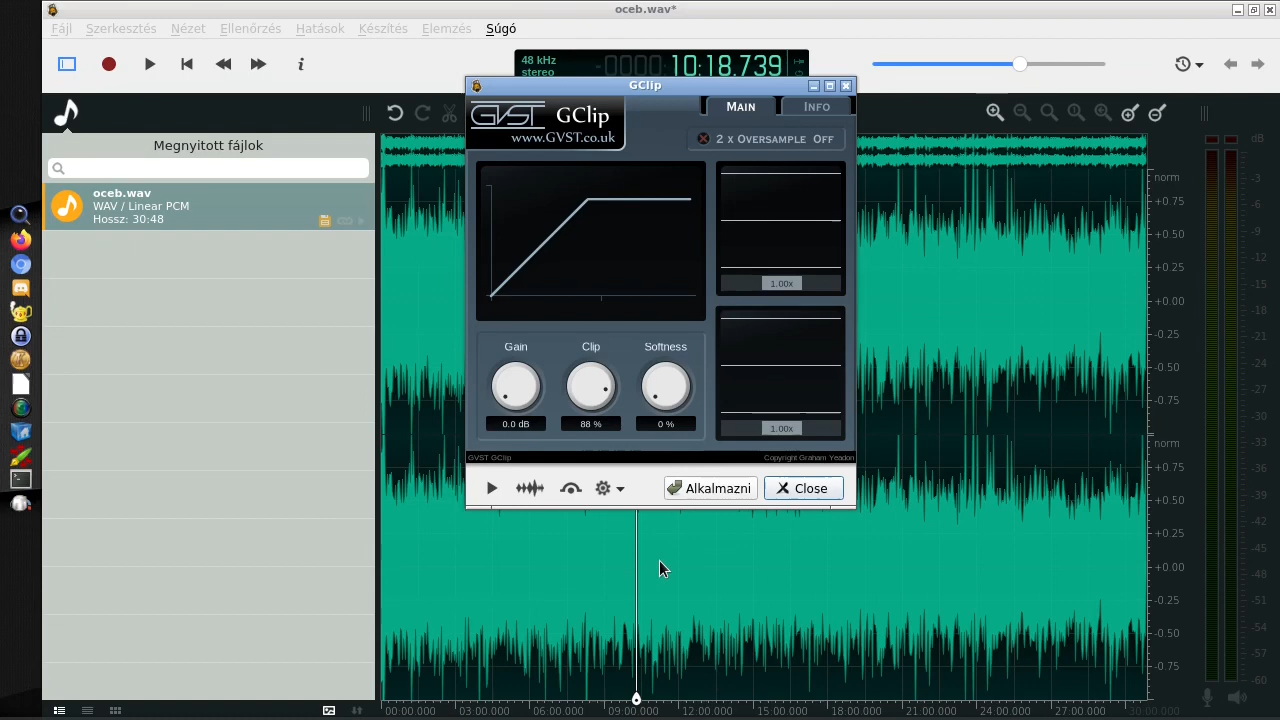 oceb.wav*
Fájl Szerkesztés Nézet Ellenőrzés Hatások Készítés Elemzés Súgó
48 kHz
stereo
-0000:10:18.739
GClip
GVST GClip
www.GVST.co.uk
MAIN INFO
2 x OVERSAMPLE OFF
Megnyitott fájlok
oceb.wav
WAV / Linear PCM
Hossz: 30:48
1.00x
1.00x
Gain Clip Softness
0.0 dB 88 % 0 %
GVST GClip Copyright Graham Yeadon
Alkalmazni Close
norm
+0.75
+0.50
+0.25
+0.00
-0.25
-0.50
-0.75
norm
+0.75
+0.50
+0.25
+0.00
-0.25
-0.50
-0.75
dB
-3
-6
-9
-12
-15
-18
-21
-24
-27
-30
-33
-36
-39
-42
-45
-48
-51
-54
-57
-60
00:00.000 03:00.000 06:00.000 09:00.000 12:00.000 15:00.000 18:00.000 21:00.000 24:00.000 27:00.000 30:00.000